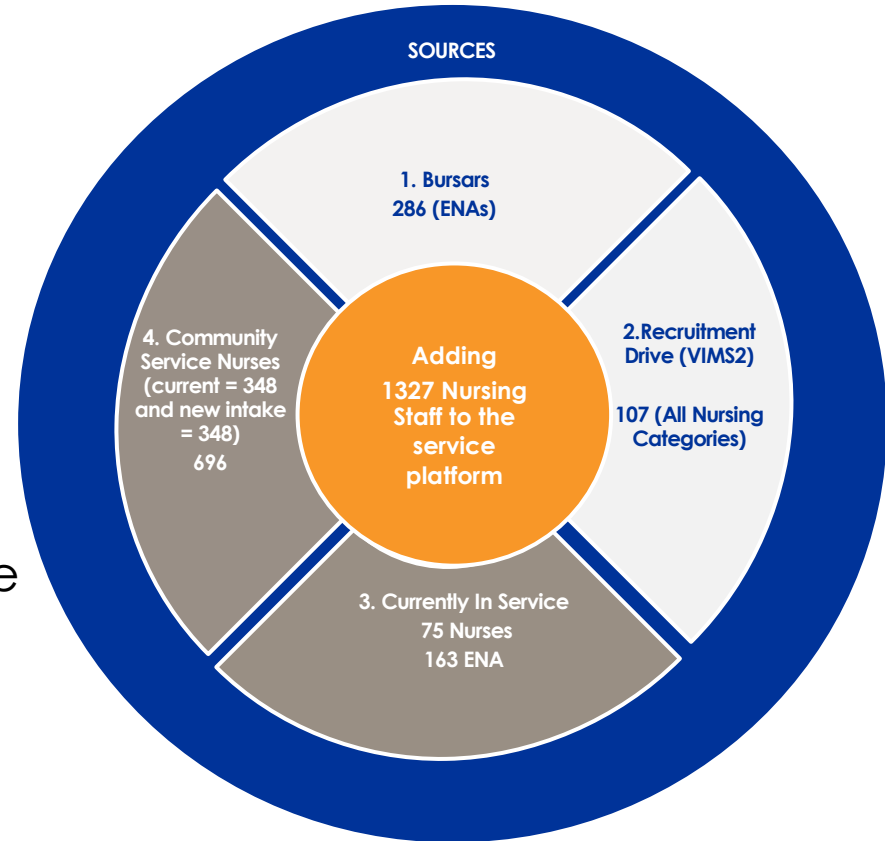 SOURCES
1. Bursars
286 (ENAs)
2.Recruitment
Drive (VIMS2)
107 (All Nursing
Categories)
3. Currently In Service
75 Nurses
163 ENA
4. Community
Service Nurses
(current = 348
and new intake
= 348)
696
Adding
1327 Nursing
Staff to the
service
platform
e